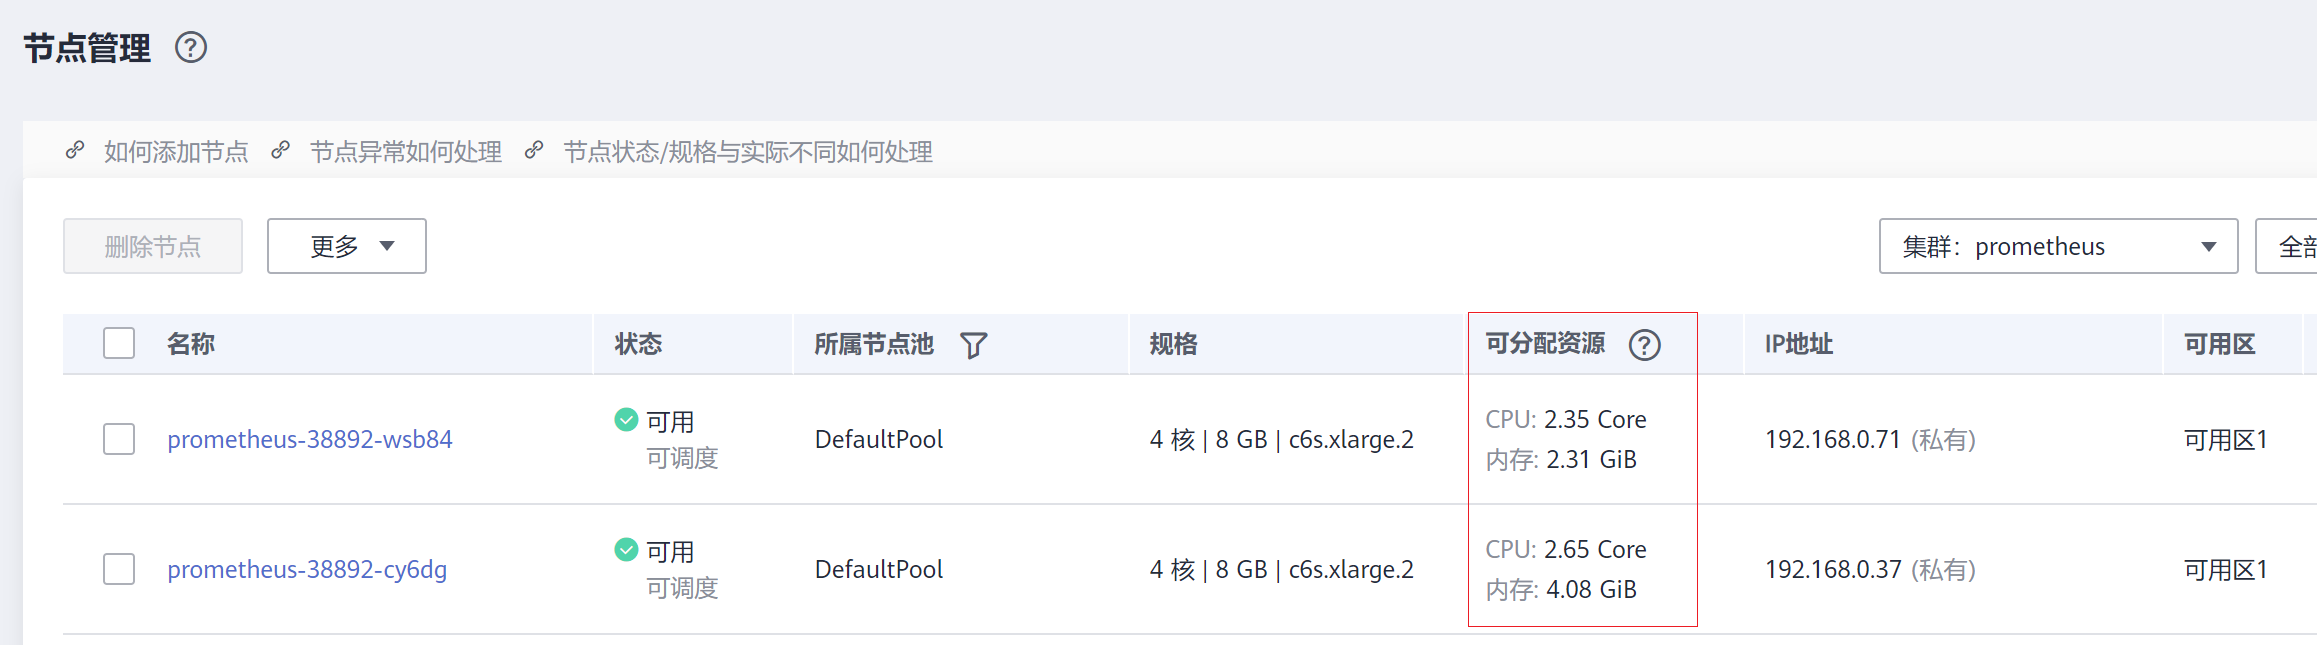 节点管理 ?
如何添加节点 节点异常如何处理 节点状态/规格与实际不同如何处理
删除节点 更多 集群：prometheus 全部
名称 状态 所属节点池 规格 可分配资源 ? IP地址 可用区
prometheus-38892-wsb84 可用 DefaultPool 4 核 | 8 GB | c6s.xlarge.2 CPU: 2.35 Core 192.168.0.71 (私有) 可用区1
可调度 内存: 2.31 GiB
prometheus-38892-cy6dg 可用 DefaultPool 4 核 | 8 GB | c6s.xlarge.2 CPU: 2.65 Core 192.168.0.37 (私有) 可用区1
可调度 内存: 4.08 GiB